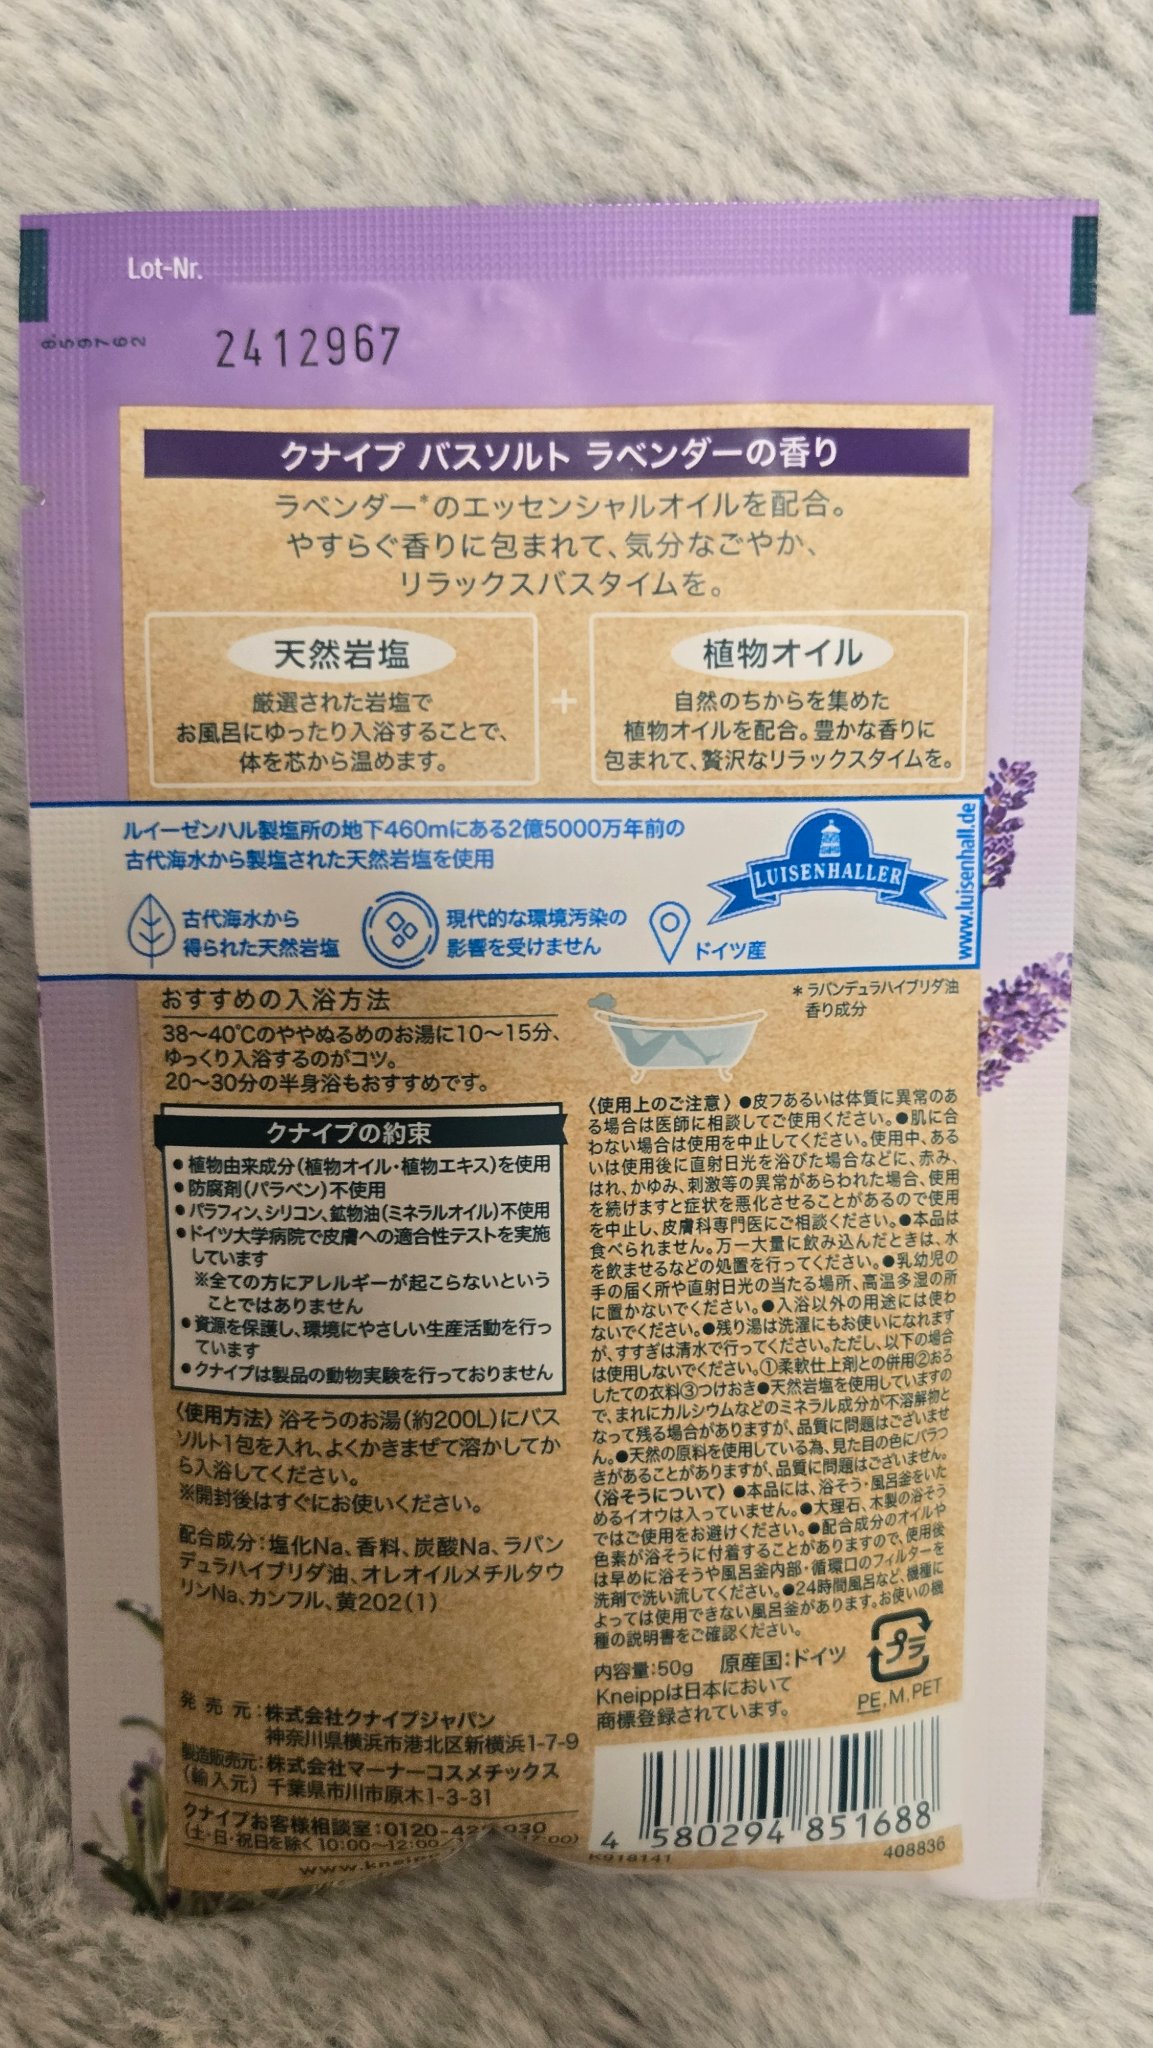 Lot-Nr.
859762
2412967
クナイプ バスソルト ラベンダーの香り
ラベンダー*のエッセンシャルオイルを配合。
やすらぐ香りに包まれて、気分なごやか、
リラックスバスタイムを。
天然岩塩
厳選された岩塩で
お風呂にゆったり入浴することで、
体を芯から温めます。
+
植物オイル
自然のちからを集めた
植物オイルを配合。豊かな香りに
包まれて、贅沢なリラックスタイムを。
ルイーゼンハル製塩所の地下460mにある2億5000万年前の
古代海水から製塩された天然岩塩を使用
古代海水から
得られた天然岩塩
現代的な環境汚染の
影響を受けません
ドイツ産
LUISENHALLER
www.luisenhall.de
*ラバンデュラハイブリダ油
香り成分
おすすめの入浴方法
38〜40℃のややぬるめのお湯に10〜15分、
ゆっくり入浴するのがコツ。
20〜30分の半身浴もおすすめです。
クナイプの約束
●植物由来成分(植物オイル・植物エキス)を使用
●防腐剤(パラベン)不使用
●パラフィン、シリコン、鉱物油(ミネラルオイル)不使用
●ドイツ大学病院で皮膚への適合性テストを実施
しています
※全ての方にアレルギーが起こらないという
ことではありません
●資源を保護し、環境にやさしい生産活動を行っ
ています
●クナイプは製品の動物実験を行っておりません
〈使用方法〉浴そうのお湯(約200L)にバス
ソルト1包を入れ、よくかきまぜて溶かしてか
ら入浴してください。
※開封後はすぐにお使いください。
配合成分:塩化Na、香料、炭酸Na、ラバン
デュラハイブリダ油、オレオイルメチルタウ
リンNa、カンフル、黄202(1)
発売元:株式会社クナイプジャパン
神奈川県横浜市港北区新横浜1-7-9
製造販売元:株式会社マーナーコスメチックス
(輸入元) 千葉県市川市原木1-3-31
クナイプお客様相談室:0120-
(土・日・祝日を除く10:00〜12:00
〈使用上のご注意〉●皮フあるいは体質に異常のあ
る場合は医師に相談してご使用ください。●肌に合
わない場合は使用を中止してください。使用中、ある
いは使用後に直射日光を浴びた場合などに、赤み、
はれ、かゆみ、刺激等の異常があらわれた場合、使用
を続けますと症状を悪化させることがあるので使用
を中止し、皮膚科専門医にご相談ください。●本品は
食べられません。万一大量に飲み込んだときは、水
を飲ませるなどの処置を行ってください。●乳幼児の
手の届く所や直射日光の当たる場所、高温多湿の所
に置かないでください。●入浴以外の用途には使わ
ないでください。●残り湯は洗濯にもお使いになれます
が、すすぎは清水で行ってください。ただし、以下の場合
は使用しないでください。①柔軟仕上剤との併用②おろ
したての衣料③つけおき●天然岩塩を使用していますの
で、まれにカルシウムなどのミネラル成分が不溶解物と
なって残る場合がありますが、品質に問題はございませ
ん。●天然の原料を使用している為、見た目の色にバラつ
きがあることがありますが、品質に問題はございません。
〈浴そうについて〉●本品には、浴そう・風呂釜をいた
めるイオウは入っていません。●大理石、木製の浴そう
ではご使用をお避けください。●配合成分のオイルや
色素が浴そうに付着することがありますので、使用後
は早めに浴そうや風呂釜内部・循環口のフィルターを
洗剤で洗い流してください。●24時間風呂など、機種に
よっては使用できない風呂釜があります。お使いの機
種の説明書をご確認ください。
内容量:50g 原産国:ドイツ
Kneippは日本において
商標登録されています。
プラ
PE,M,PET
4 580294 851688
K918141
408836